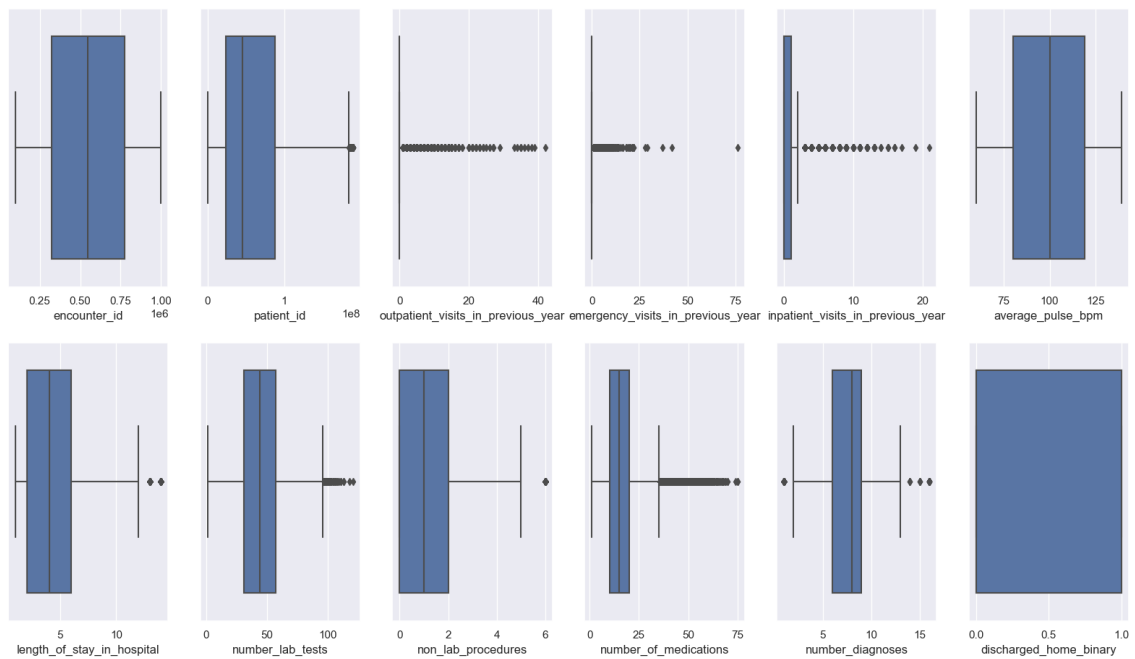 0.25 0.50 0.75 1.00
encounter_id 1e6
0 1
patient_id 1e8
0 20 40
outpatient_visits_in_previous_year
0 25 50 75
emergency_visits_in_previous_year
0 10 20
inpatient_visits_in_previous_year
75 100 125
average_pulse_bpm
5 10
length_of_stay_in_hospital
0 50 100
number_lab_tests
0 2 4 6
non_lab_procedures
0 25 50 75
number_of_medications
5 10 15
number_diagnoses
0.0 0.5 1.0
discharged_home_binary